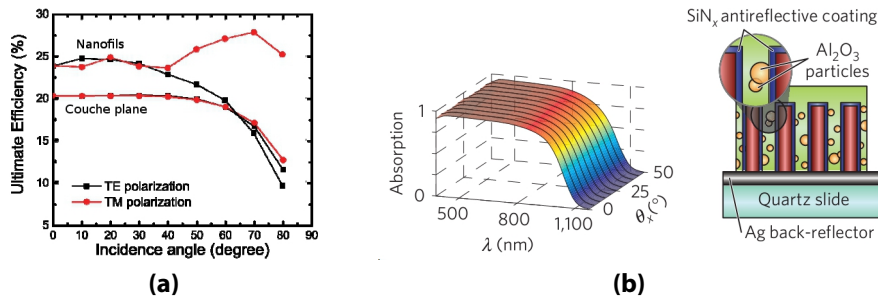 Ultimate Efficiency (%)
30
25
20
15
10
5
Nanofils
Couche plane
TE polarization
TM polarization
0 10 20 30 40 50 60 70 80 90
Incidence angle (degree)
(a)
Absorption
1
0
500
800
1,100
λ (nm)
0
25
50
θx(°)
SiNx antireflective coating
Al2O3
particles
Quartz slide
Ag back-reflector
(b)